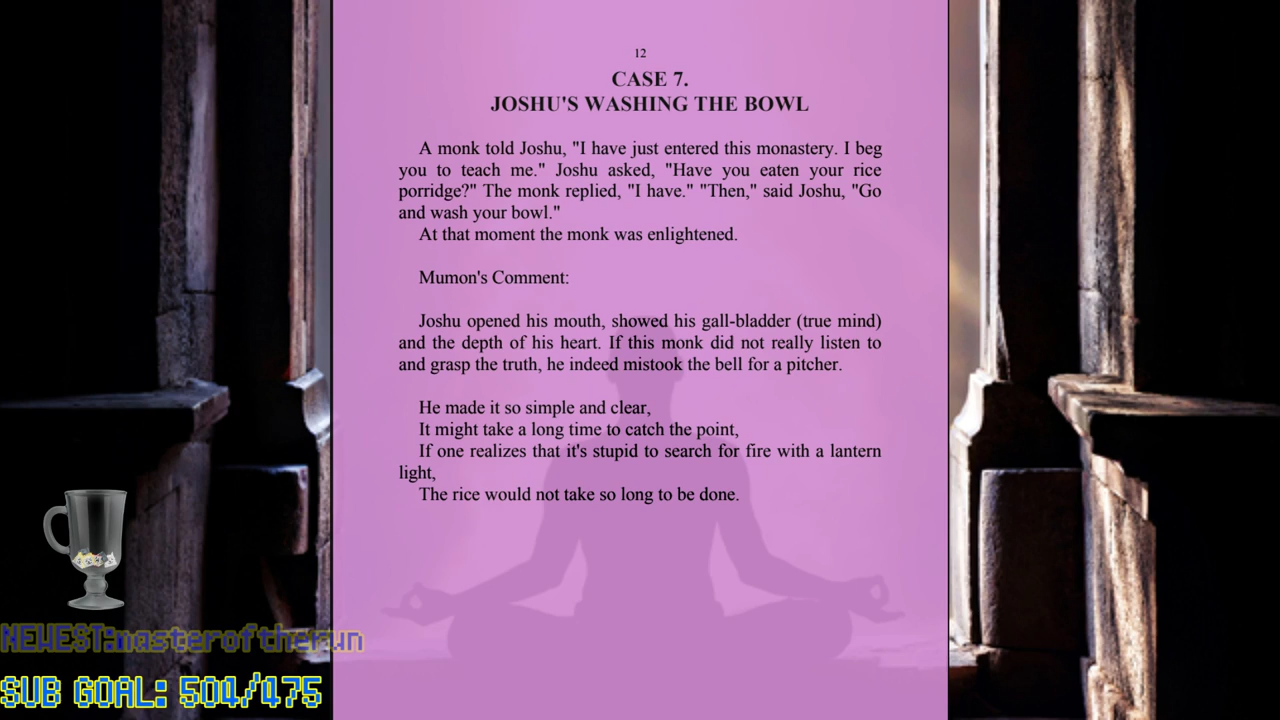 12
CASE 7.
JOSHU'S WASHING THE BOWL
A monk told Joshu, "I have just entered this monastery. I beg
you to teach me." Joshu asked, "Have you eaten your rice
porridge?" The monk replied, "I have." "Then," said Joshu, "Go
and wash your bowl."
At that moment the monk was enlightened.
Mumon's Comment:
Joshu opened his mouth, showed his gall-bladder (true mind)
and the depth of his heart. If this monk did not really listen to
and grasp the truth, he indeed mistook the bell for a pitcher.
He made it so simple and clear,
It might take a long time to catch the point,
If one realizes that it's stupid to search for fire with a lantern
light,
The rice would not take so long to be done.
NEWEST:masteroftherun
SUB GOAL: 504/475